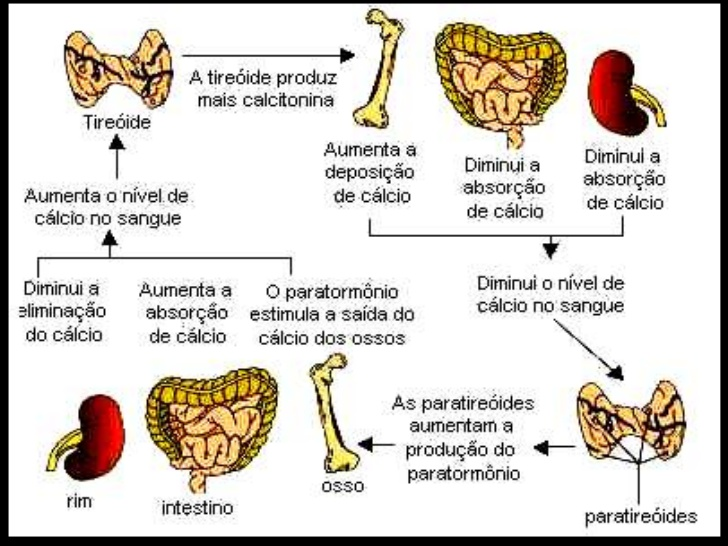 Tireóide
A tireóide produz
mais calcitonina
Aumenta a
deposição
de cálcio
Diminui a
absorção
de cálcio
Diminui a
absorção
de cálcio
Aumenta o nível de
cálcio no sangue
Diminui o nível de
cálcio no sangue
Diminui a
eliminação
do cálcio
Aumenta a
absorção
de cálcio
O paratormônio
estimula a saída do
cálcio dos ossos
As paratireóides
aumentam a
produção do
paratormônio
rim
intestino
osso
paratireóides